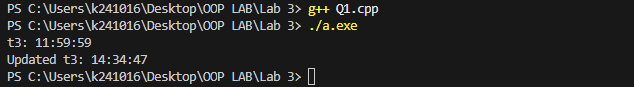 PS C:\Users\k241016\Desktop\OOP LAB\Lab 3> g++ Q1.cpp
PS C:\Users\k241016\Desktop\OOP LAB\Lab 3> ./a.exe
t3: 11:59:59
Updated t3: 14:34:47
PS C:\Users\k241016\Desktop\OOP LAB\Lab 3>